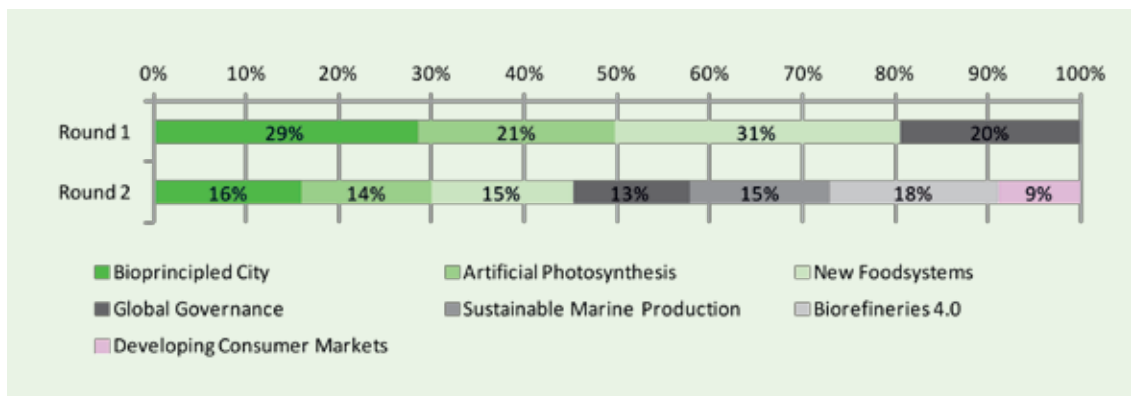 0% 10% 20% 30% 40% 50% 60% 70% 80% 90% 100%
Round 1 29% 21% 31% 20%
Round 2 16% 14% 15% 13% 15% 18% 9%
Bioprincipled City Artificial Photosynthesis New Foodsystems
Global Governance Sustainable Marine Production Biorefineries 4.0
Developing Consumer Markets